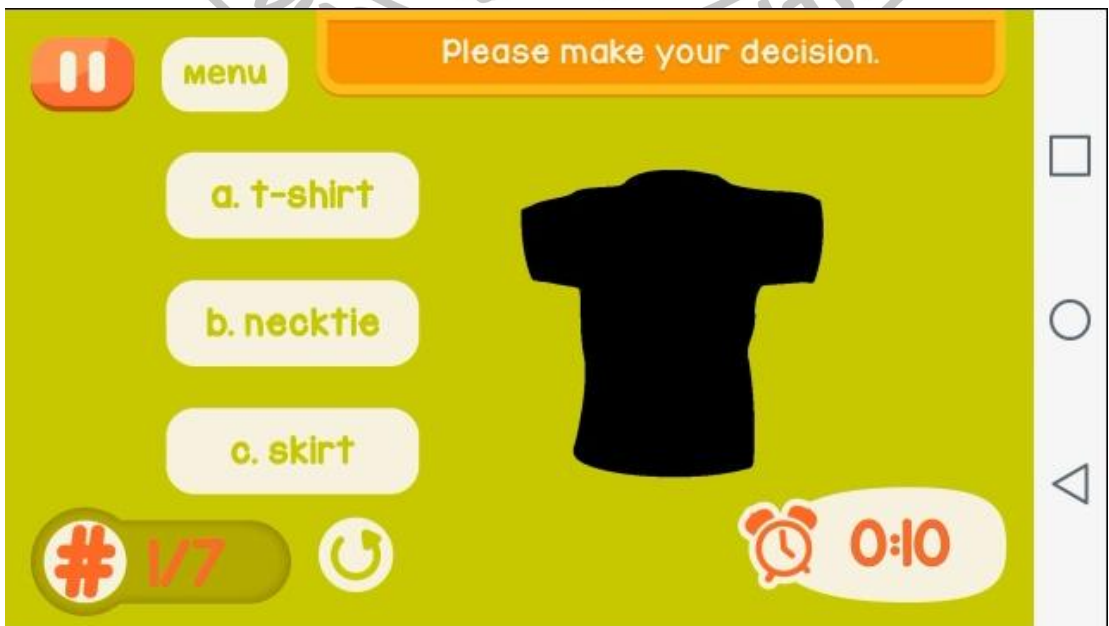 Please make your decision.
Menu
a. t-shirt
b. necktie
c. skirt
# 1/7
0:10